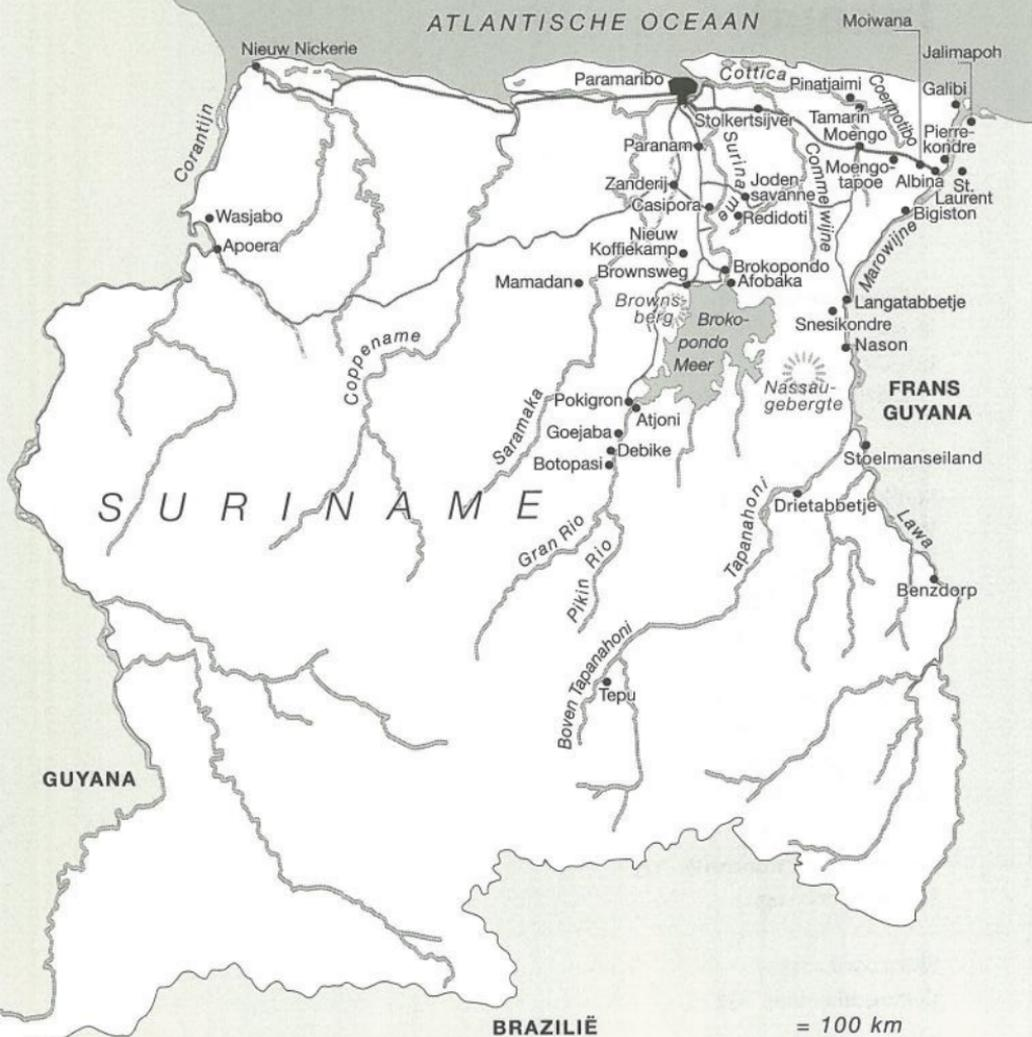 ATLANTISCHE OCEAAN
Moiwana
Jalimapoh
Nieuw Nickerie
Paramaribo
Cottica
Pinatjaimi
Coermotibo
Galibi
Corantijn
Stolkertsijver
Tamarin
Moengo
Pierre-
kondre
Paranam
Suriname
Commewijne
Moengo-
tapoe
Albina
St.
Laurent
Zanderij
Joden-
savanne
Casipora
Redidoti
Bigiston
Wasjabo
Apoera
Nieuw
Koffiekamp
Marowijne
Mamadan
Brownsweg
Brokopondo
Afobaka
Browns-
berg
Broko-
pondo
Meer
Langatabbetje
Snesikondre
Nason
Coppename
Nassau-
gebergte
FRANS
GUYANA
Saramaka
Pokigron
Atjoni
Goejaba
Debike
Botopasi
Stoelmanseiland
SURINAME
Tapanahoni
Drietabbetje
Lawa
Gran Rio
Pikin Rio
Benzdorp
Boven Tapanahoni
Tepu
GUYANA
BRAZILIË
= 100 km